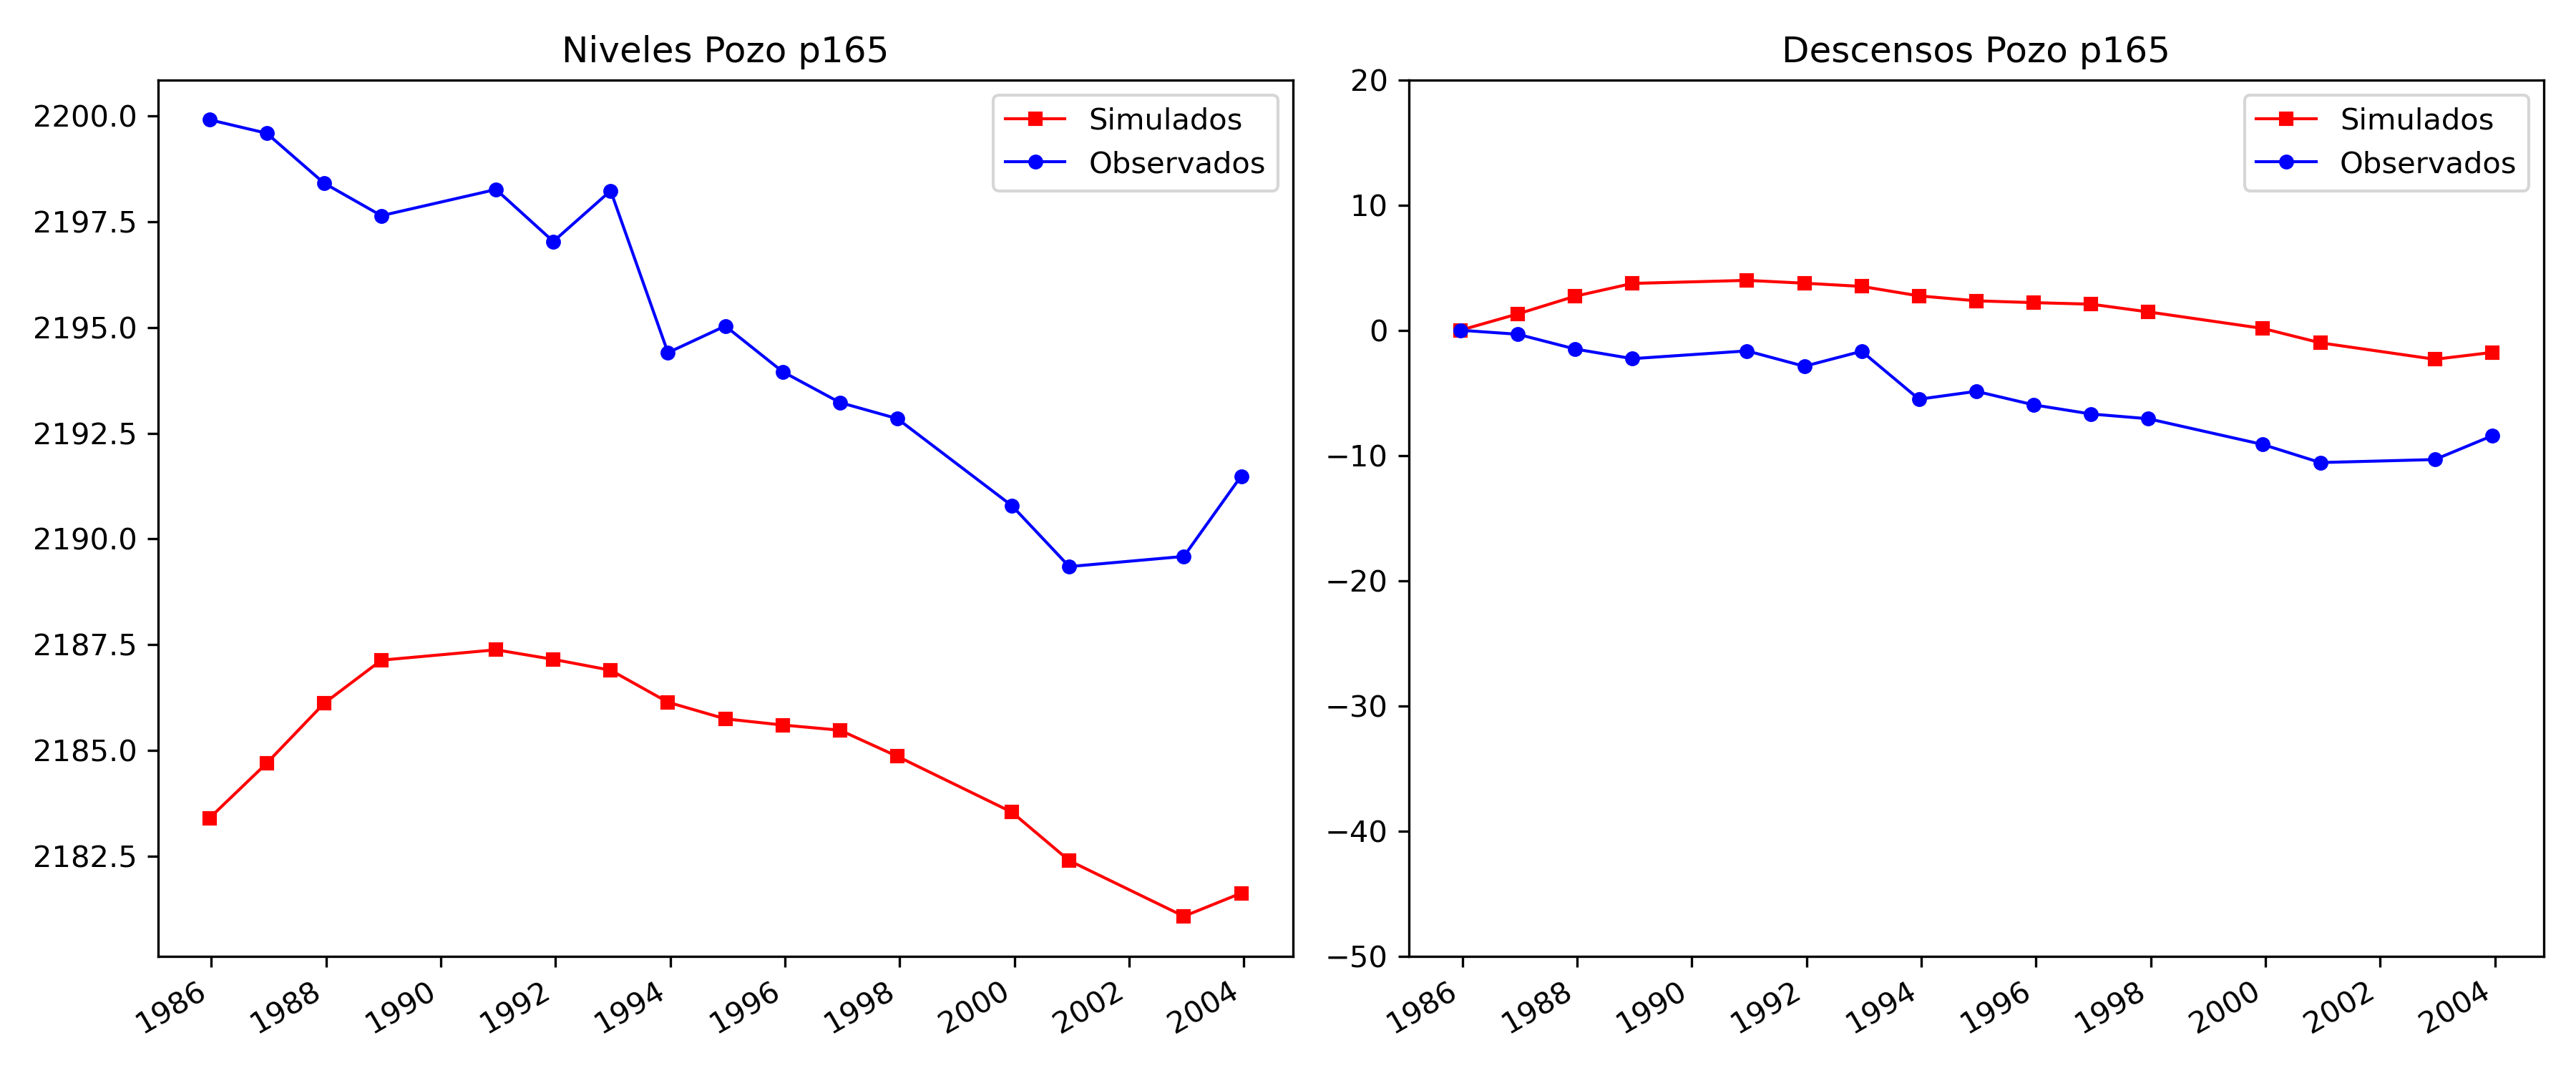 Niveles Pozo p165
2200.0
2197.5
2195.0
2192.5
2190.0
2187.5
2185.0
2182.5
Simulados
Observados
1986 1988 1990 1992 1994 1996 1998 2000 2002 2004
Descensos Pozo p165
20
10
0
−10
−20
−30
−40
−50
Simulados
Observados
1986 1988 1990 1992 1994 1996 1998 2000 2002 2004